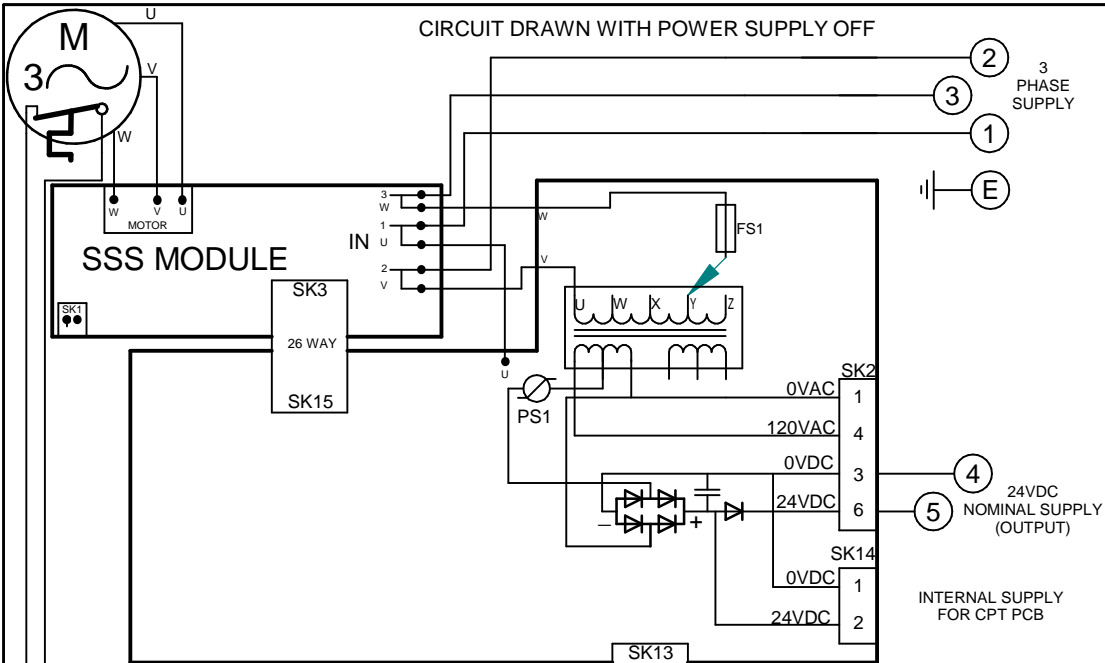 U
CIRCUIT DRAWN WITH POWER SUPPLY OFF
M
3
V
W
2
3
1
E
3
PHASE
SUPPLY
W
V
U
MOTOR
SSS MODULE
IN
3
W
1
U
2
V
W
V
FS1
U
W
X
Y
Z
SK1
SK3
26 WAY
SK15
U
PS1
SK2
0VAC
1
120VAC
4
0VDC
3
24VDC
6
4
5
24VDC
NOMINAL SUPPLY
(OUTPUT)
–
+
SK14
0VDC
1
24VDC
2
INTERNAL SUPPLY
FOR CPT PCB
SK13